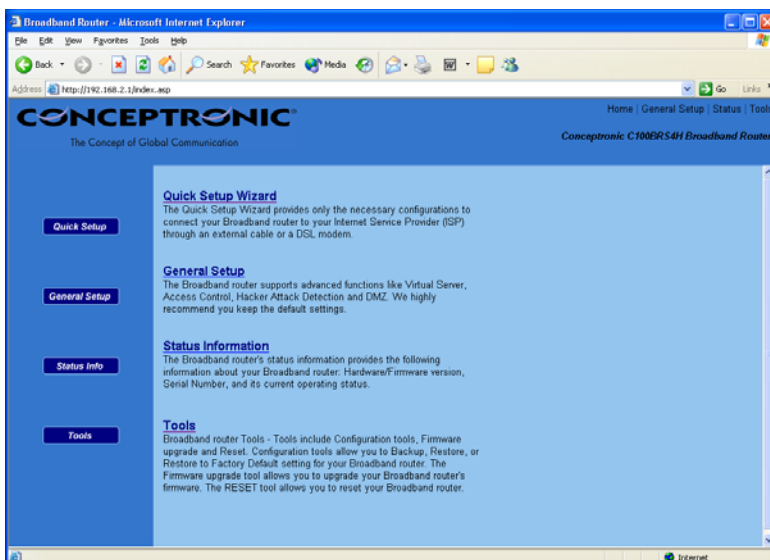 Broadband Router - Microsoft Internet Explorer
File Edit View Favorites Tools Help
Back Search Favorites Media
Address http://192.168.2.1/index.asp Go Links
CONCEPTRONIC
The Concept of Global Communication
Home | General Setup | Status | Tools
Conceptronic C100BRS4H Broadband Router
Quick Setup
General Setup
Status Info
Tools
Quick Setup Wizard
The Quick Setup Wizard provides only the necessary configurations to
connect your Broadband router to your Internet Service Provider (ISP)
through an external cable or a DSL modem.
General Setup
The Broadband router supports advanced functions like Virtual Server,
Access Control, Hacker Attack Detection and DMZ. We highly
recommend you keep the default settings.
Status Information
The Broadband router's status information provides the following
information about your Broadband router: Hardware/Firmware version,
Serial Number, and its current operating status.
Tools
Broadband router Tools - Tools include Configuration tools, Firmware
upgrade and Reset. Configuration tools allow you to Backup, Restore, or
Restore to Factory Default setting for your Broadband router. The
Firmware upgrade tool allows you to upgrade your Broadband router's
firmware. The RESET tool allows you to reset your Broadband router.
Internet